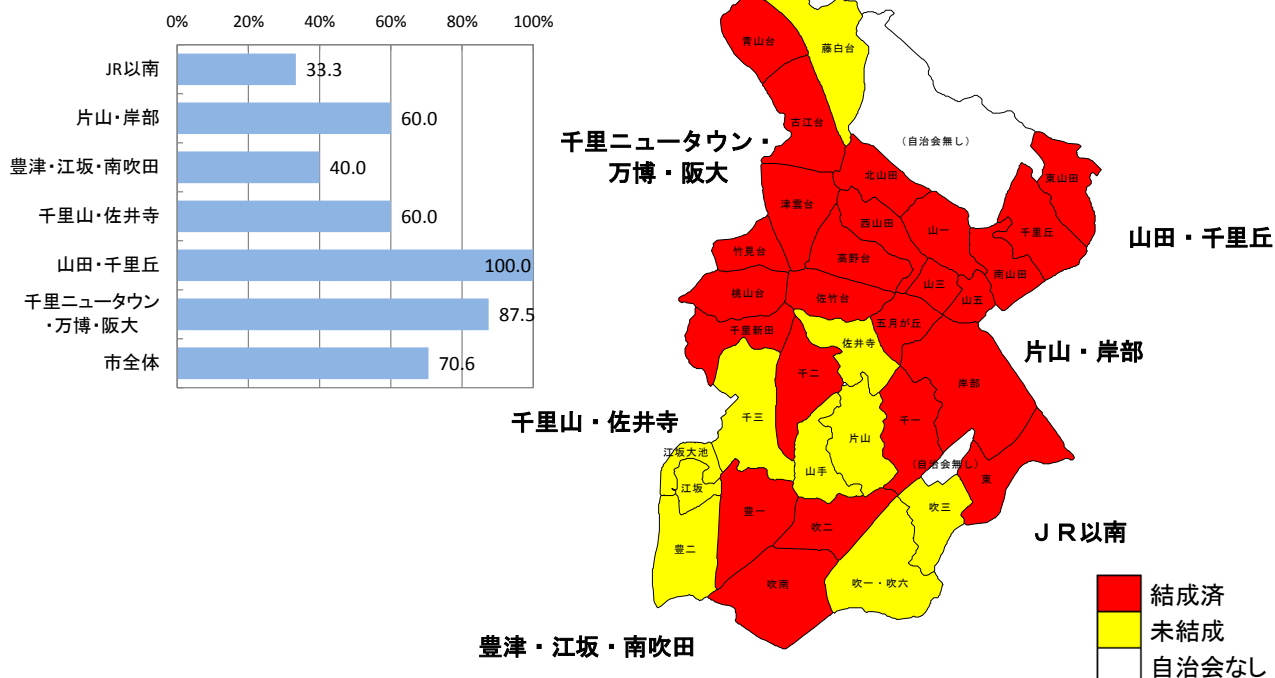 0% 20% 40% 60% 80% 100%
JR以南 33.3
片山・岸部 60.0
豊津・江坂・南吹田 40.0
千里山・佐井寺 60.0
山田・千里丘 100.0
千里ニュータウン
・万博・阪大 87.5
市全体 70.6
千里ニュータウン・
万博・阪大
山田・千里丘
片山・岸部
千里山・佐井寺
JR以南
豊津・江坂・南吹田
青山台
藤白台
古江台
(自治会無し)
北山田
東山田
津雲台
西山田
山一
千里丘
竹見台
高野台
南山田
山三
山五
桃山台
佐竹台
千里新田
五月が丘
佐井寺
千二
岸部
千三
片山
千一
江坂大池
山手
(自治会無し)
東
江坂
豊一
吹三
吹二
豊二
吹南
吹一・吹六
結成済
未結成
自治会なし